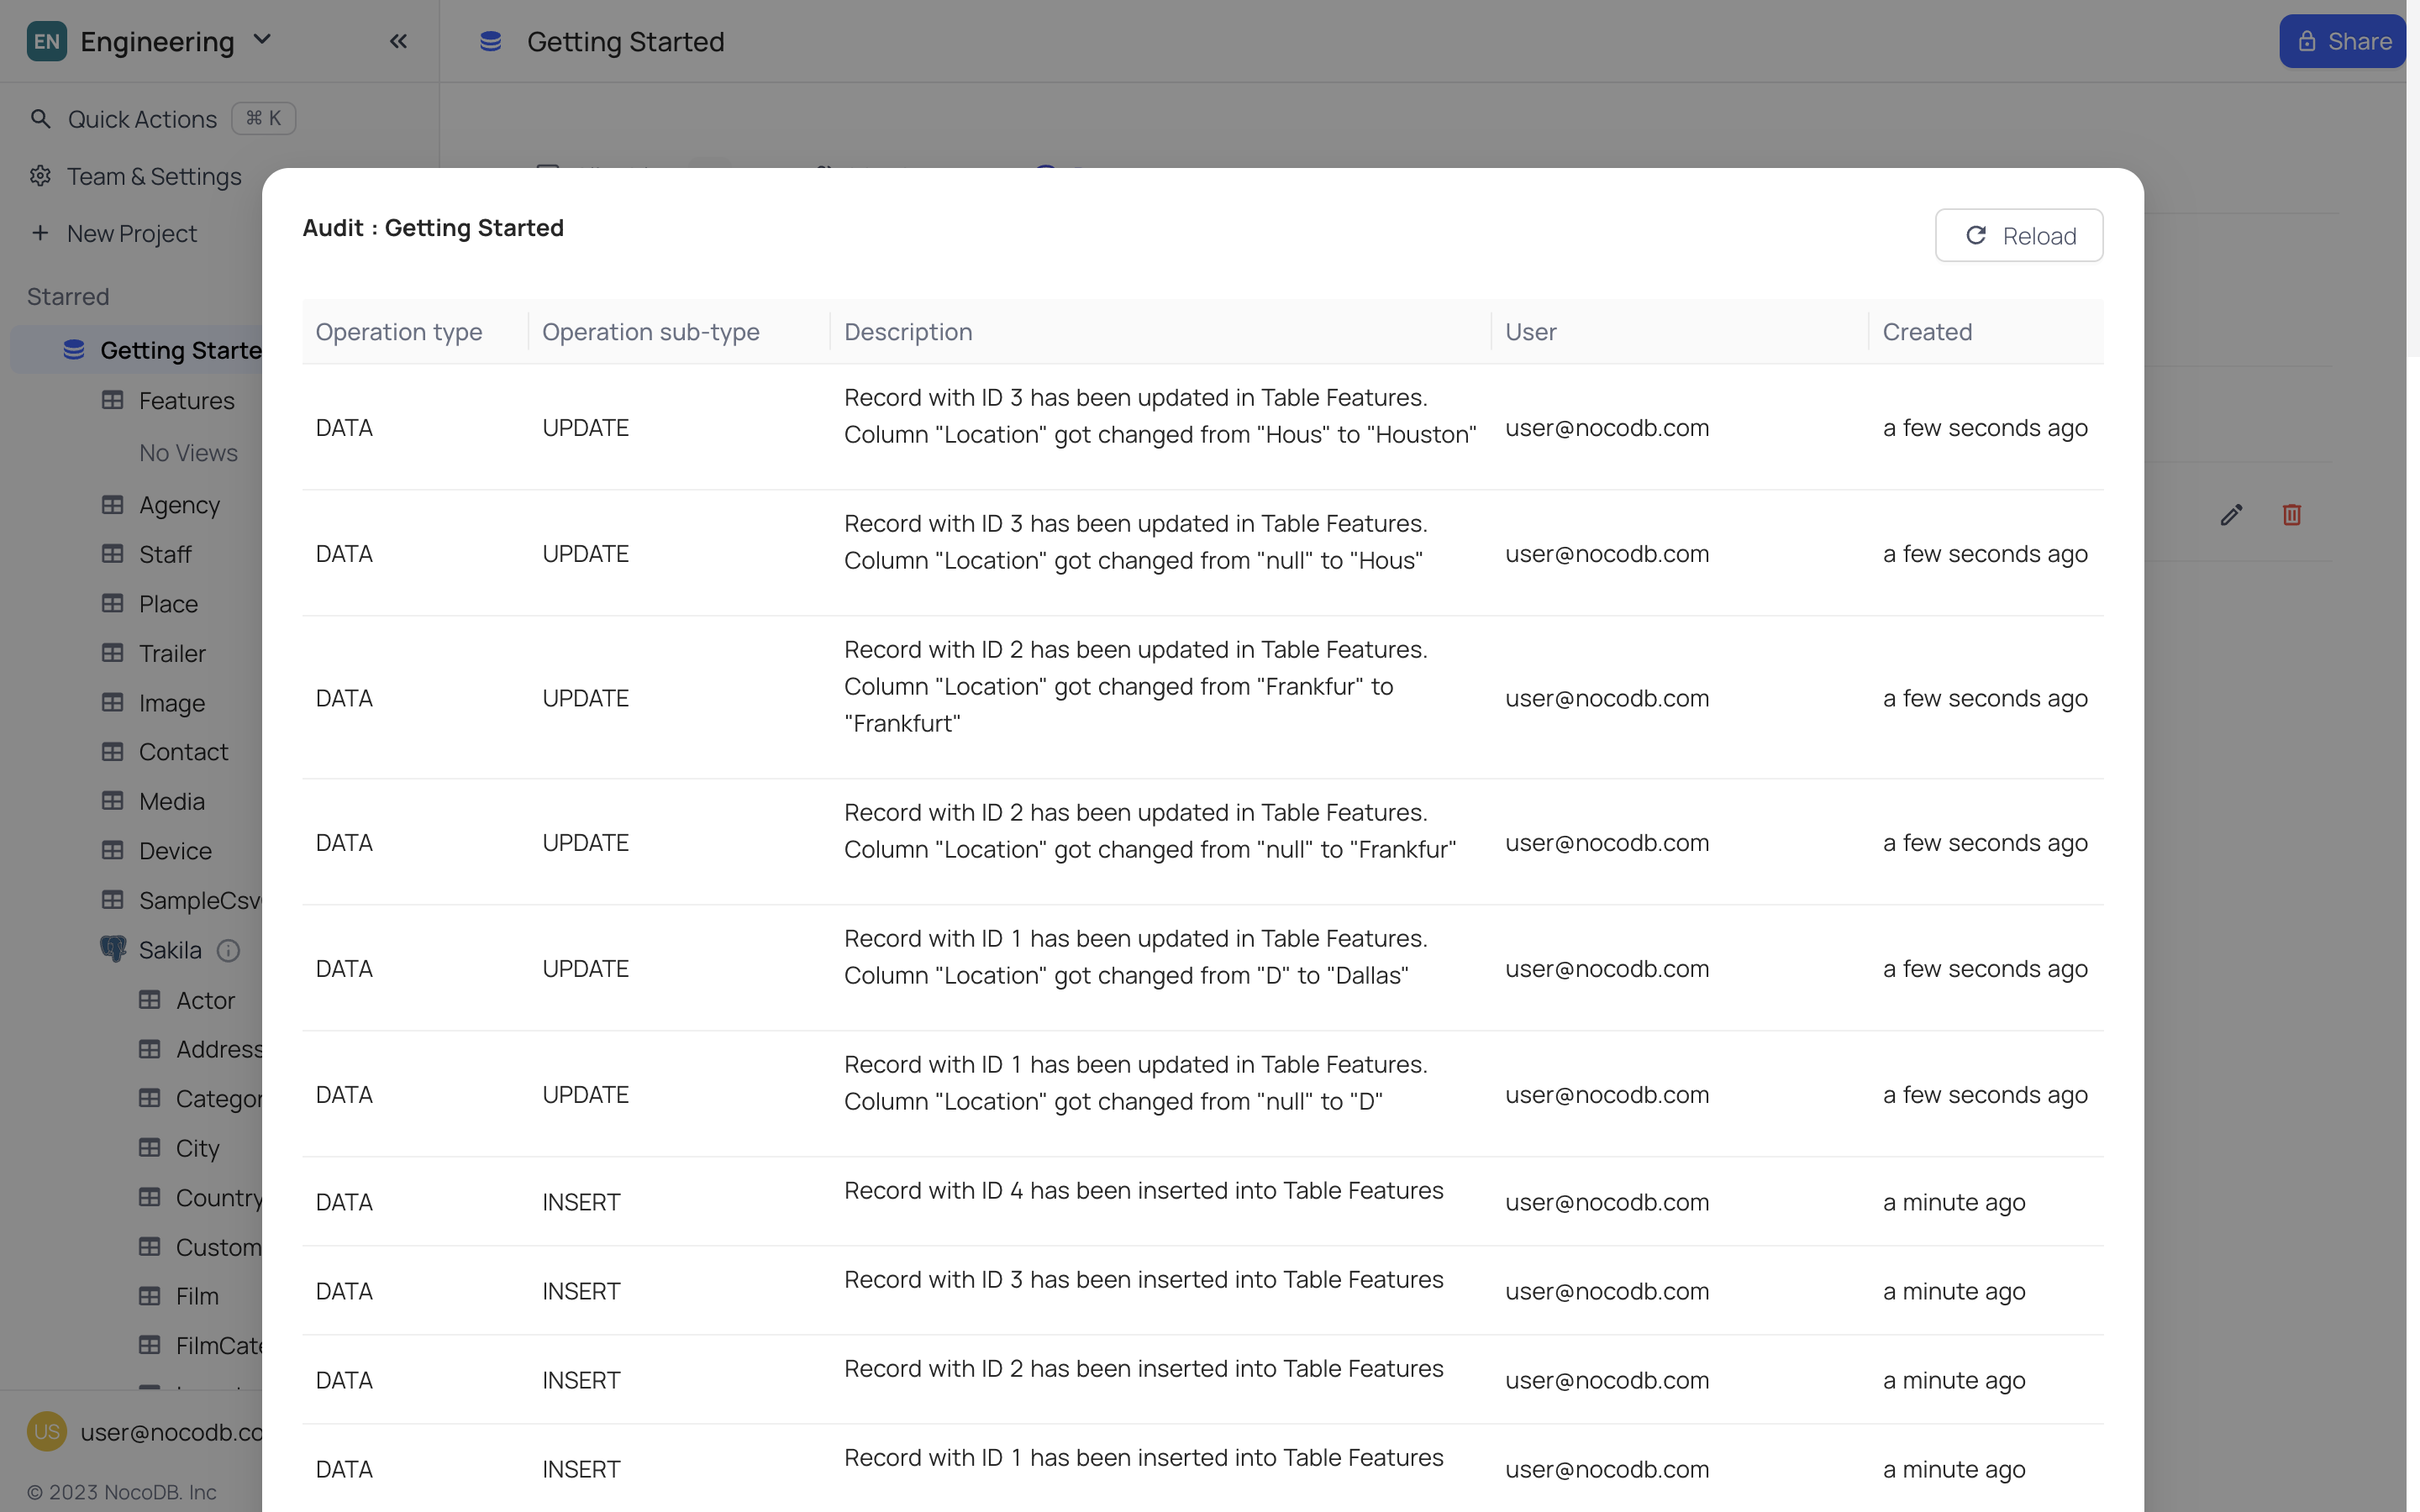 EN Engineering
Getting Started
Share
Quick Actions ⌘ K
Team & Settings
New Project
Starred
Getting Starte
Features
No Views
Agency
Staff
Place
Trailer
Image
Contact
Media
Device
SampleCsv
Sakila
Actor
Address
Categor
City
Country
Custom
Film
FilmCate
US user@nocodb.co
© 2023 NocoDB. Inc
Audit : Getting Started
Reload
Operation type Operation sub-type Description User Created
DATA UPDATE Record with ID 3 has been updated in Table Features.
Column "Location" got changed from "Hous" to "Houston" user@nocodb.com a few seconds ago
DATA UPDATE Record with ID 3 has been updated in Table Features.
Column "Location" got changed from "null" to "Hous" user@nocodb.com a few seconds ago
DATA UPDATE Record with ID 2 has been updated in Table Features.
Column "Location" got changed from "Frankfur" to
"Frankfurt" user@nocodb.com a few seconds ago
DATA UPDATE Record with ID 2 has been updated in Table Features.
Column "Location" got changed from "null" to "Frankfur" user@nocodb.com a few seconds ago
DATA UPDATE Record with ID 1 has been updated in Table Features.
Column "Location" got changed from "D" to "Dallas" user@nocodb.com a few seconds ago
DATA UPDATE Record with ID 1 has been updated in Table Features.
Column "Location" got changed from "null" to "D" user@nocodb.com a few seconds ago
DATA INSERT Record with ID 4 has been inserted into Table Features user@nocodb.com a minute ago
DATA INSERT Record with ID 3 has been inserted into Table Features user@nocodb.com a minute ago
DATA INSERT Record with ID 2 has been inserted into Table Features user@nocodb.com a minute ago
DATA INSERT Record with ID 1 has been inserted into Table Features user@nocodb.com a minute ago